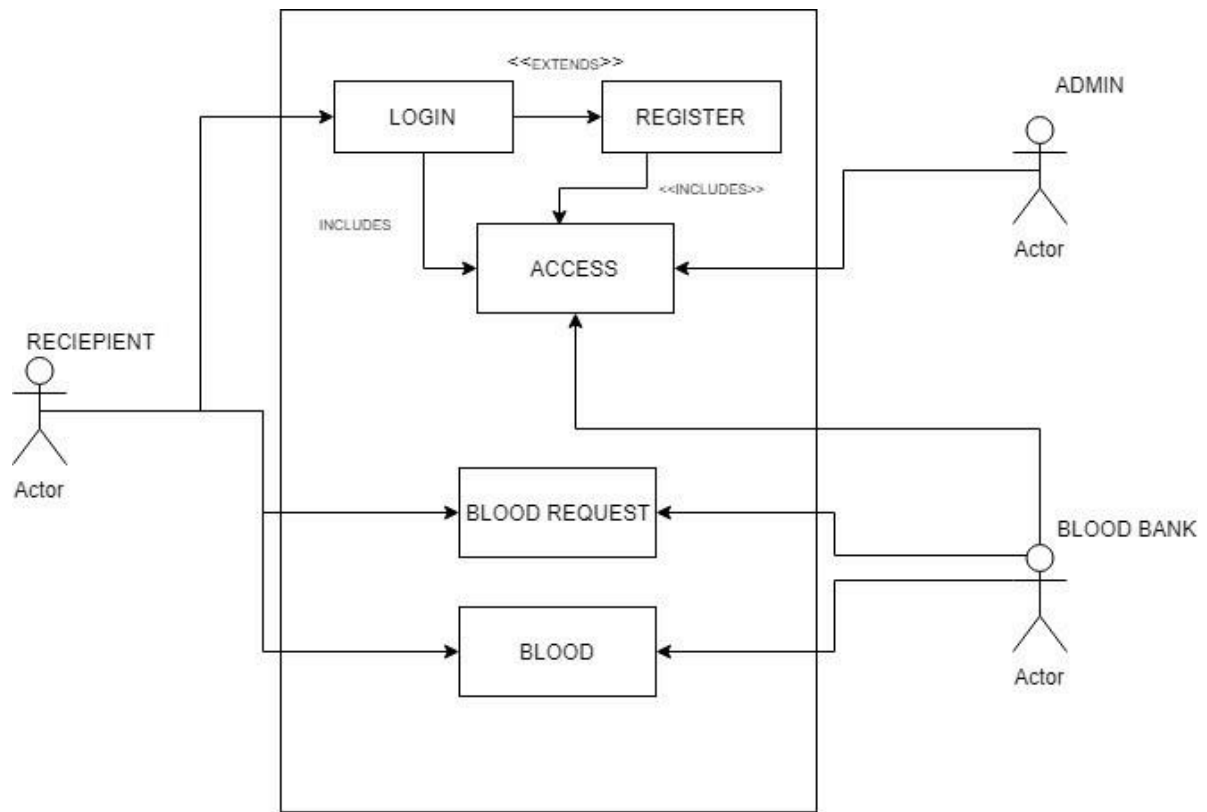 <<EXTENDS>>
LOGIN
REGISTER
ADMIN
<<INCLUDES>>
INCLUDES
Actor
ACCESS
RECIEPIENT
Actor
BLOOD REQUEST
BLOOD BANK
BLOOD
Actor